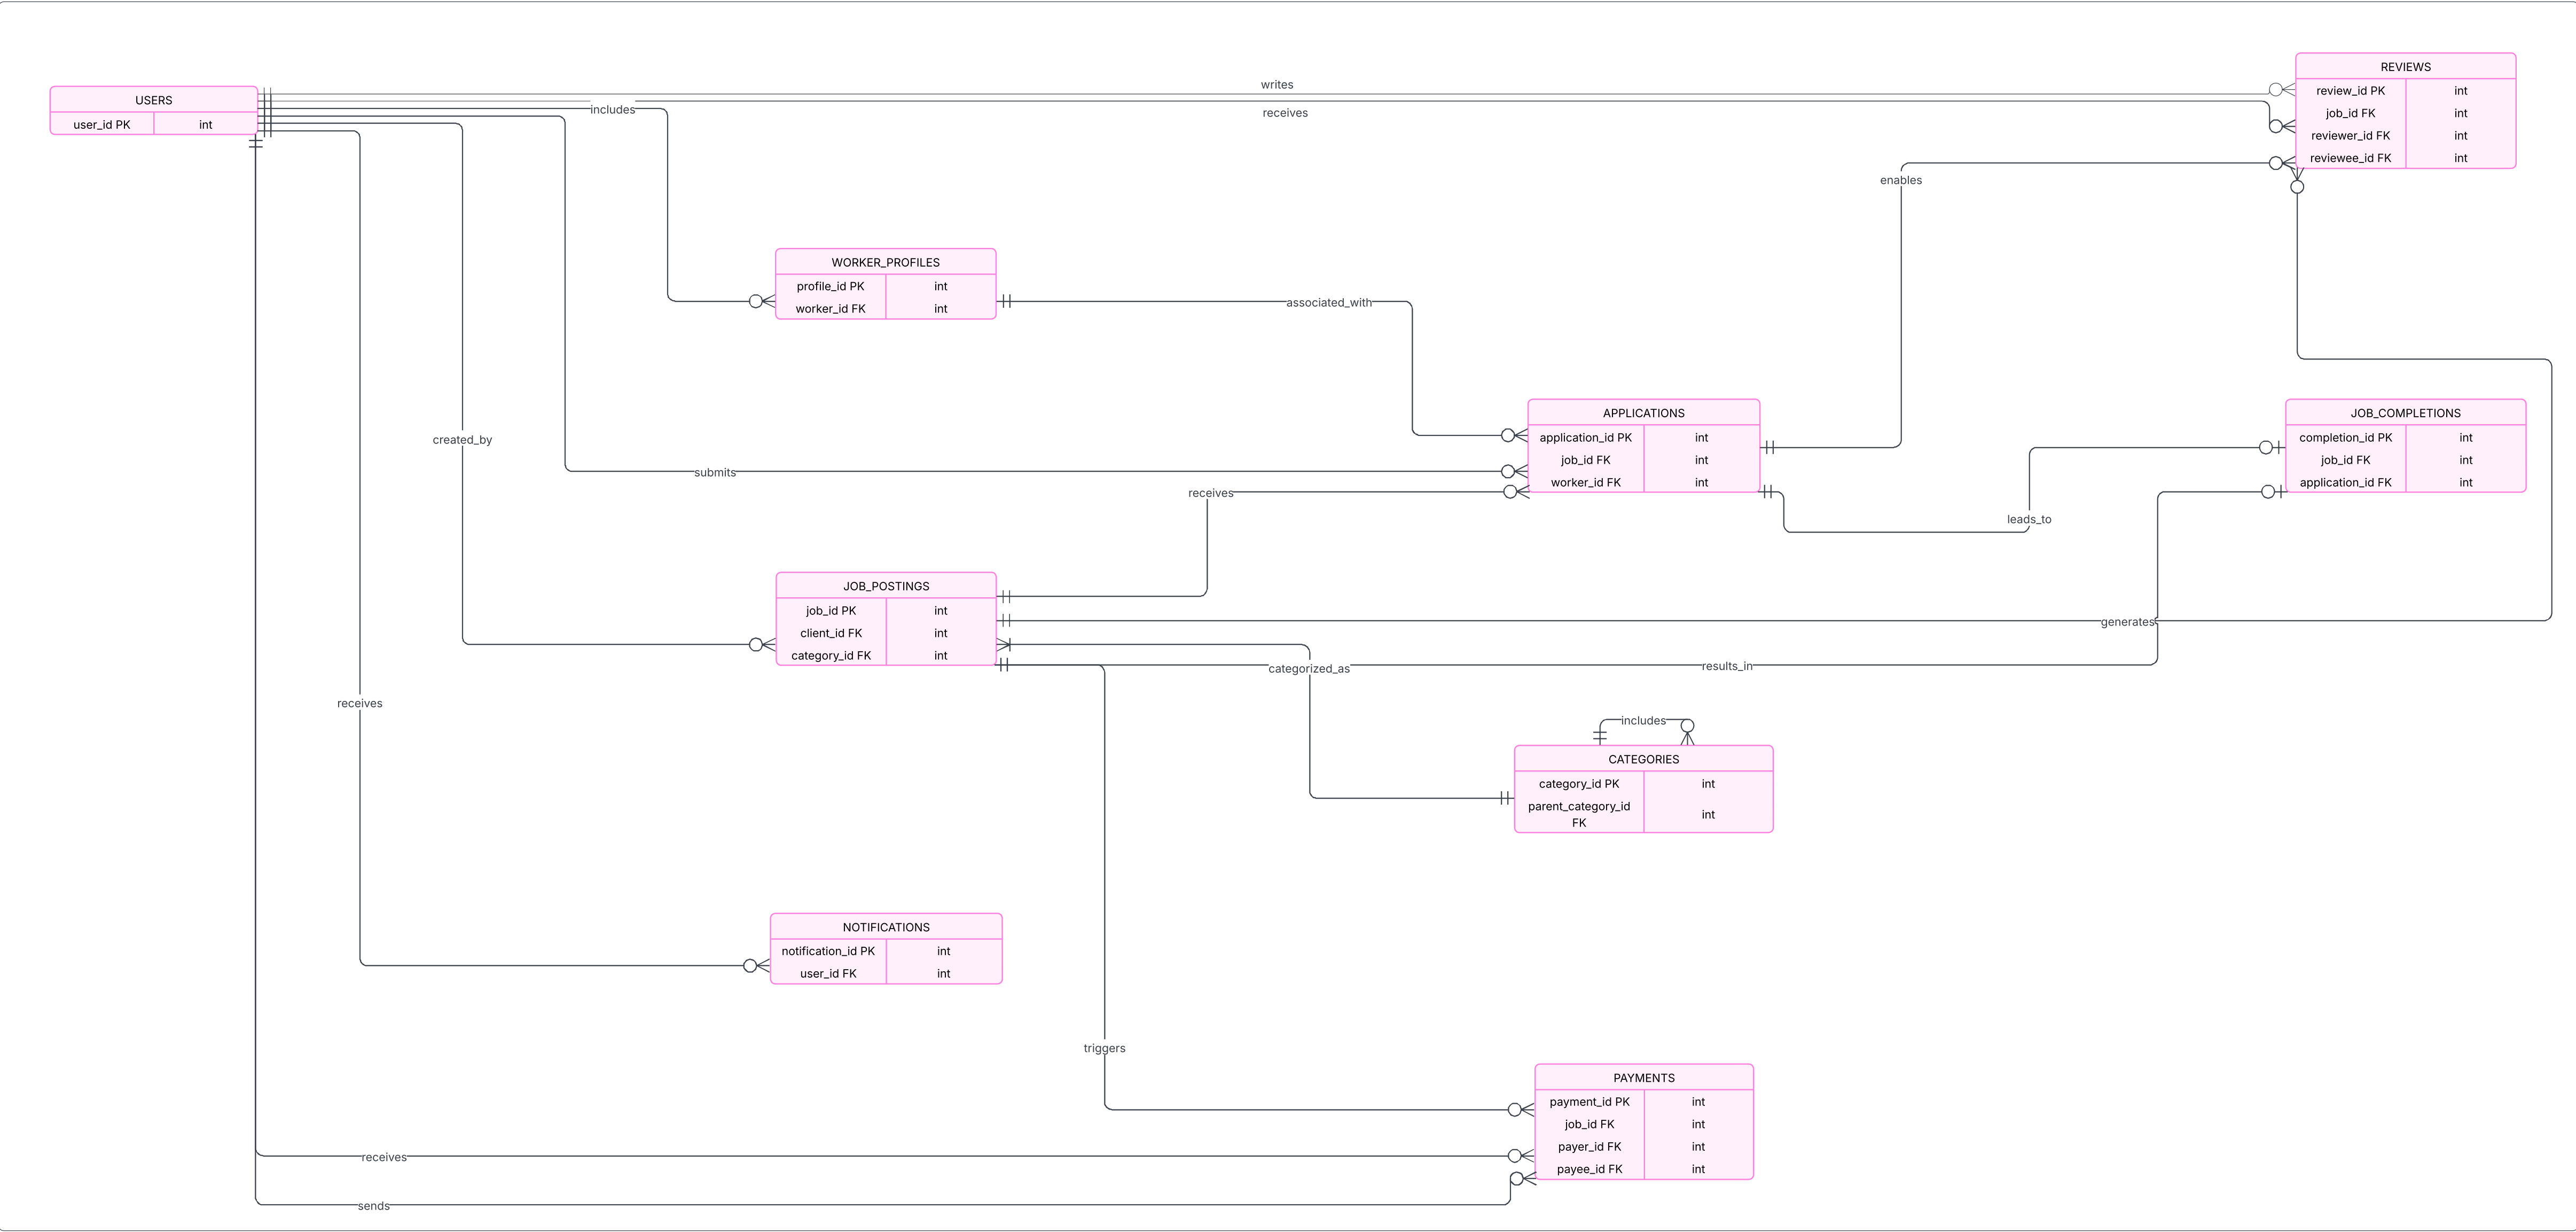 writes
receives
includes
USERS
user_id PK int
REVIEWS
review_id PK int
job_id FK int
reviewer_id FK int
reviewee_id FK int
enables
WORKER_PROFILES
profile_id PK int
worker_id FK int
associated_with
created_by
submits
receives
APPLICATIONS
application_id PK int
job_id FK int
worker_id FK int
leads_to
JOB_COMPLETIONS
completion_id PK int
job_id FK int
application_id FK int
JOB_POSTINGS
job_id PK int
client_id FK int
category_id FK int
generates
categorized_as
results_in
receives
includes
CATEGORIES
category_id PK int
parent_category_id
FK int
NOTIFICATIONS
notification_id PK int
user_id FK int
triggers
PAYMENTS
payment_id PK int
job_id FK int
payer_id FK int
payee_id FK int
receives
sends